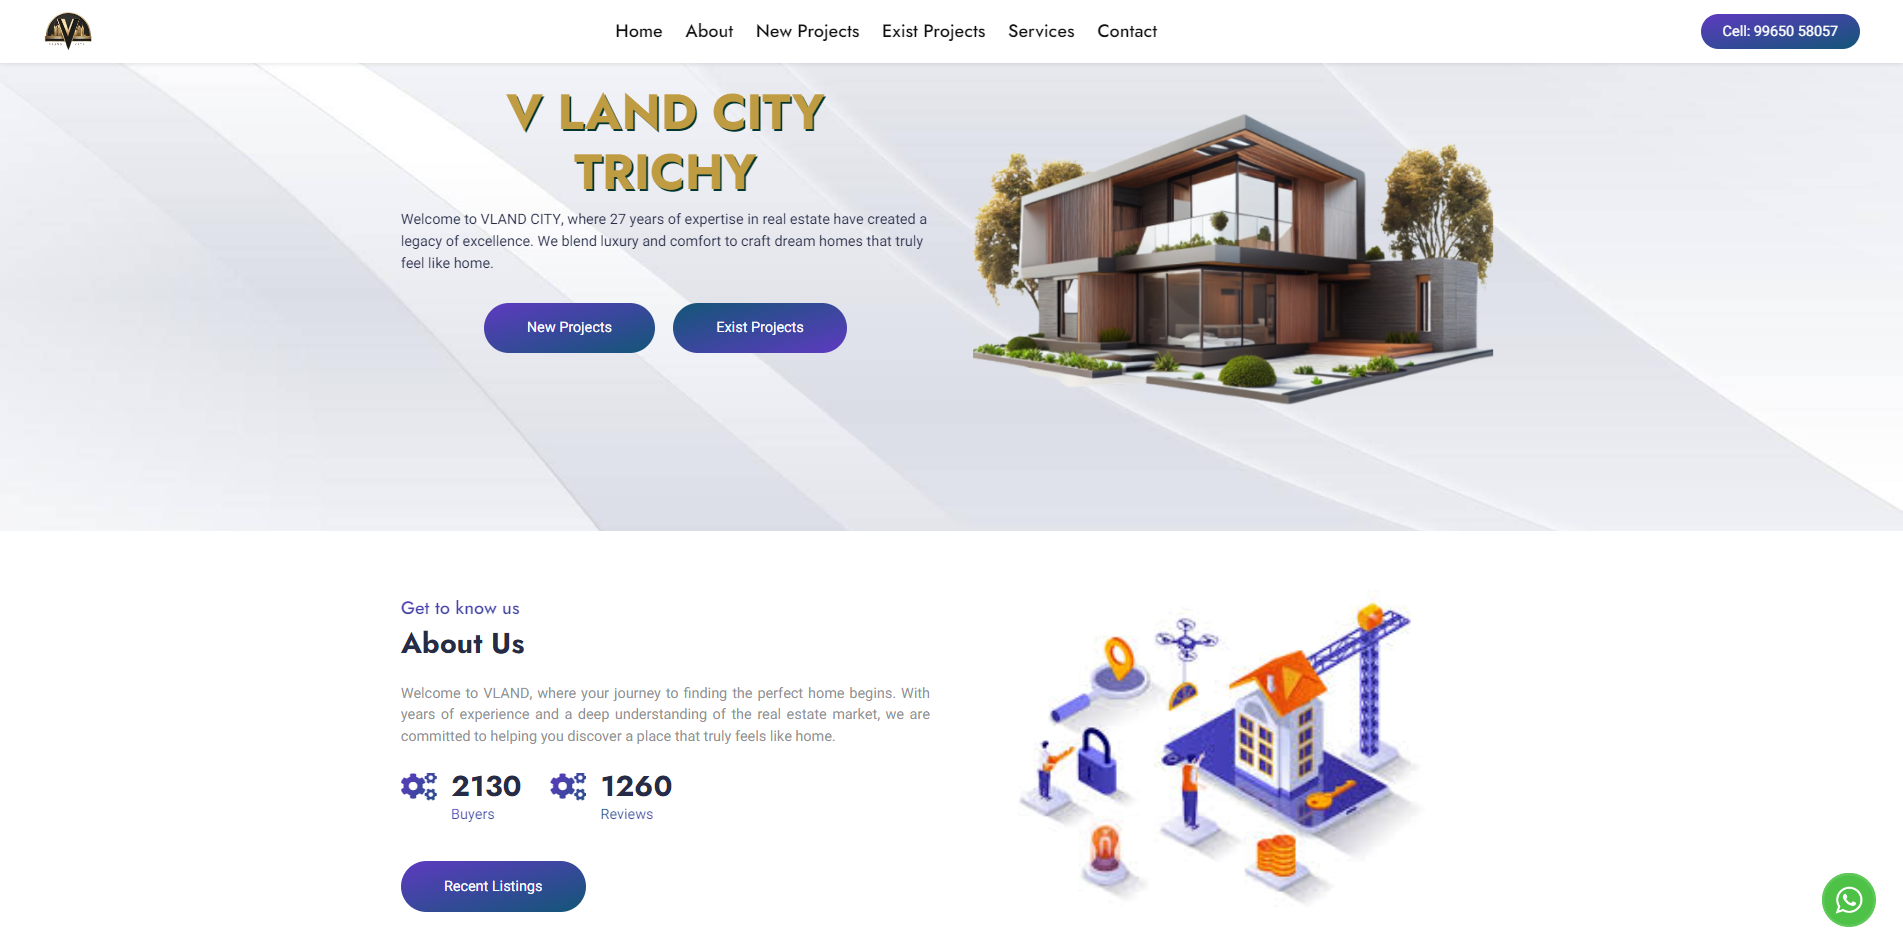 V
VLAND CITY
Home About New Projects Exist Projects Services Contact
Cell: 99650 58057
V LAND CITY
TRICHY
Welcome to VLAND CITY, where 27 years of expertise in real estate have created a
legacy of excellence. We blend luxury and comfort to craft dream homes that truly
feel like home.
New Projects Exist Projects
Get to know us
About Us
Welcome to VLAND, where your journey to finding the perfect home begins. With
years of experience and a deep understanding of the real estate market, we are
committed to helping you discover a place that truly feels like home.
2130 1260
Buyers Reviews
Recent Listings